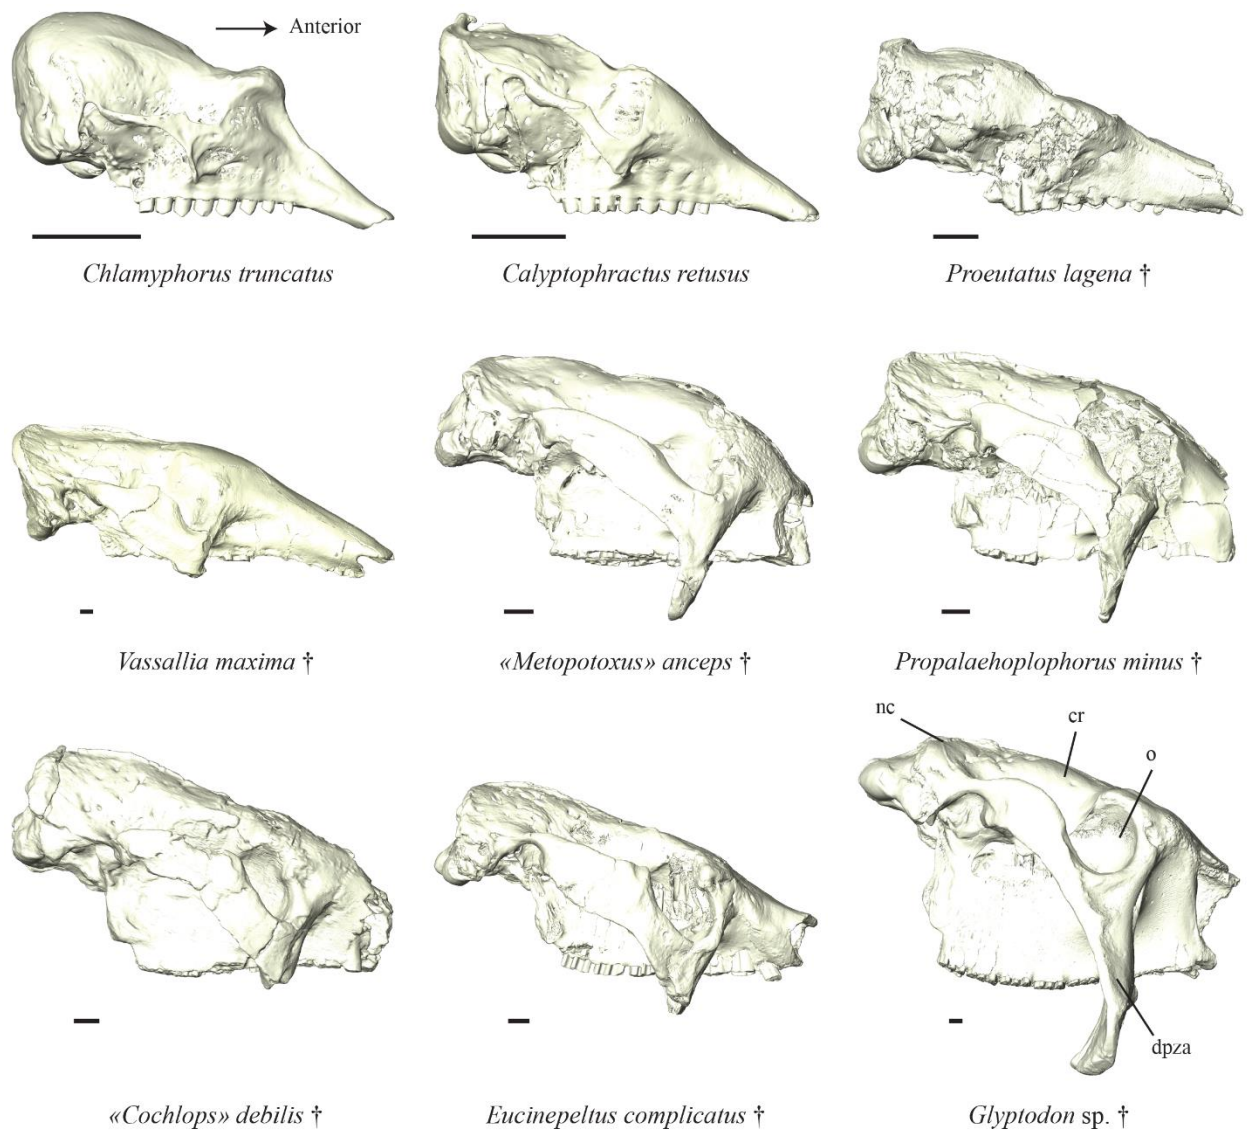 Anterior
Chlamyphorus truncatus
Calyptophractus retusus
Proeutatus lagena †
Vassallia maxima †
«Metopotoxus» anceps †
Propalaehoplophorus minus †
nc
cr
o
dpza
«Cochlops» debilis †
Eucinepeltus complicatus †
Glyptodon sp. †